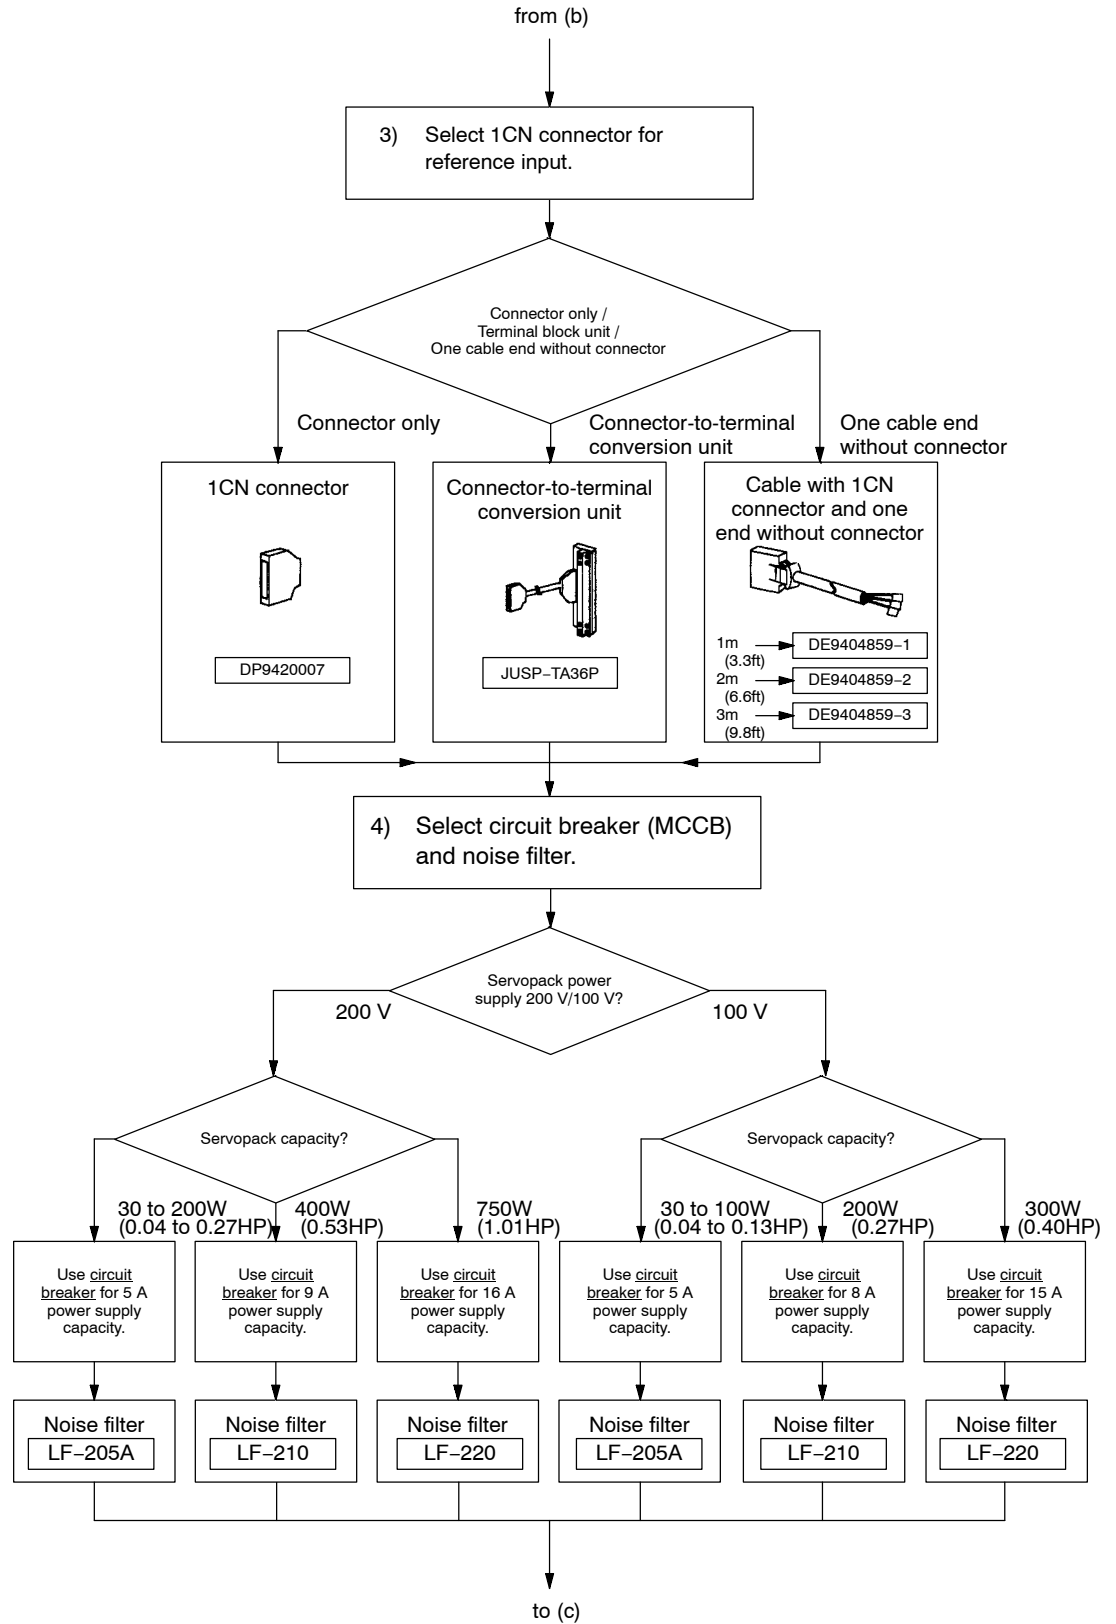 from (b)
3) Select 1CN connector for
reference input.
Connector only /
Terminal block unit /
One cable end without connector
Connector only
Connector-to-terminal
conversion unit
One cable end
without connector
1CN connector
DP9420007
Connector-to-terminal
conversion unit
JUSP−TA36P
Cable with 1CN
connector and one
end without connector
1m
(3.3ft)
DE9404859−1
2m
(6.6ft)
DE9404859−2
3m
(9.8ft)
DE9404859−3
4) Select circuit breaker (MCCB)
and noise filter.
Servopack power
supply 200 V/100 V?
200 V
100 V
Servopack capacity?
Servopack capacity?
30 to 200W
(0.04 to 0.27HP)
400W
(0.53HP)
750W
(1.01HP)
30 to 100W
(0.04 to 0.13HP)
200W
(0.27HP)
300W
(0.40HP)
Use circuit
breaker for 5 A
power supply
capacity.
Use circuit
breaker for 9 A
power supply
capacity.
Use circuit
breaker for 16 A
power supply
capacity.
Use circuit
breaker for 5 A
power supply
capacity.
Use circuit
breaker for 8 A
power supply
capacity.
Use circuit
breaker for 15 A
power supply
capacity.
Noise filter
LF−205A
Noise filter
LF−210
Noise filter
LF−220
Noise filter
LF−205A
Noise filter
LF−210
Noise filter
LF−220
to (c)